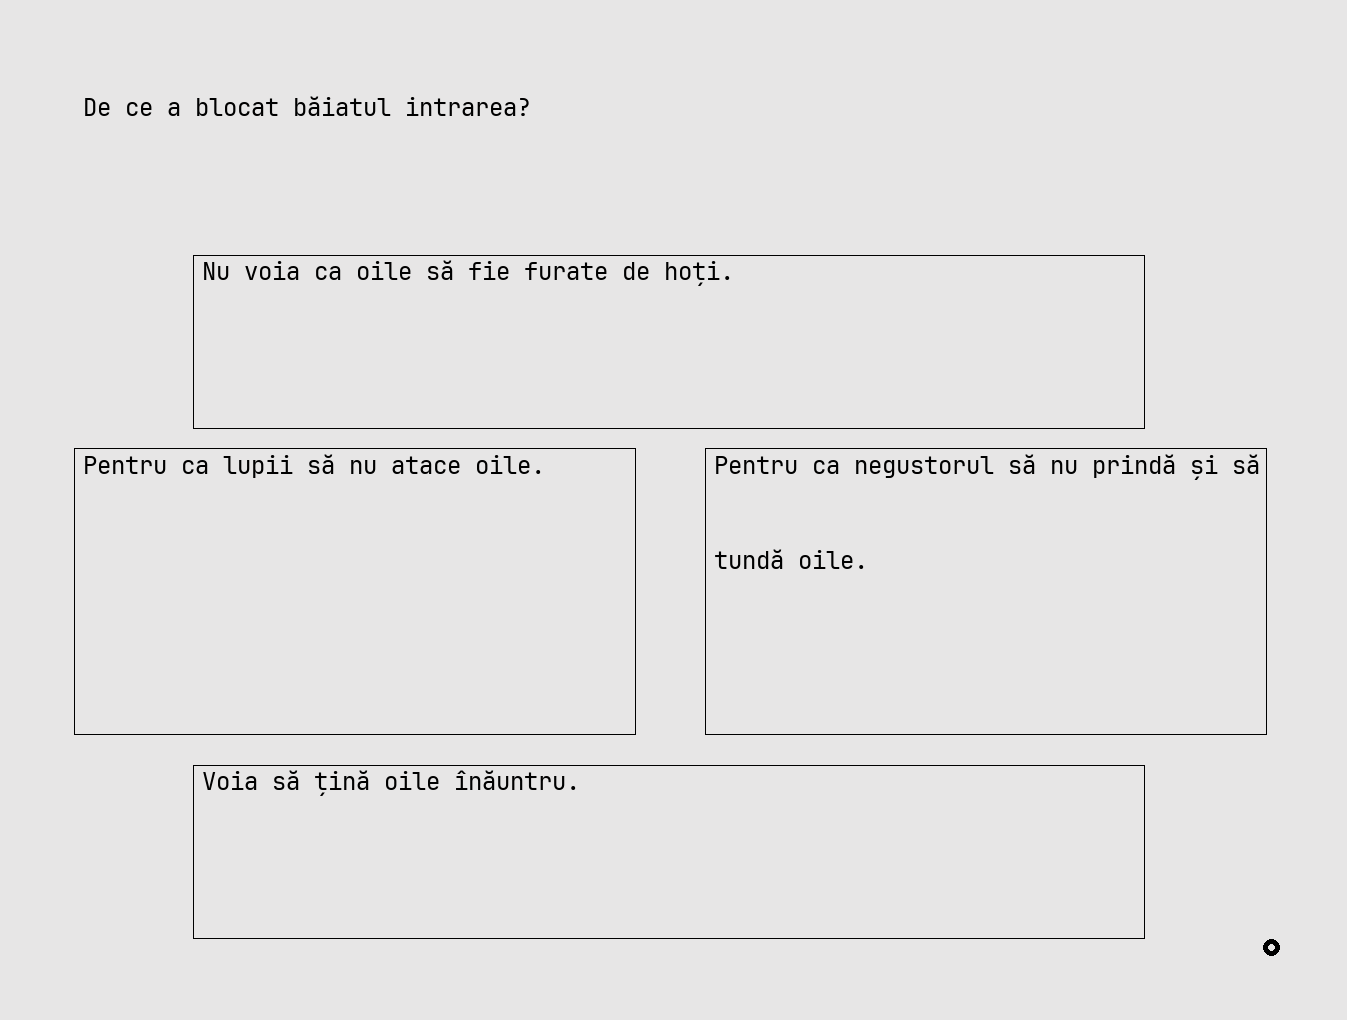 De ce a blocat băiatul intrarea?
Nu voia ca oile să fie furate de hoți.
Pentru ca lupii să nu atace oile.
Pentru ca negustorul să nu prindă și să
tundă oile.
Voia să țină oile înăuntru.